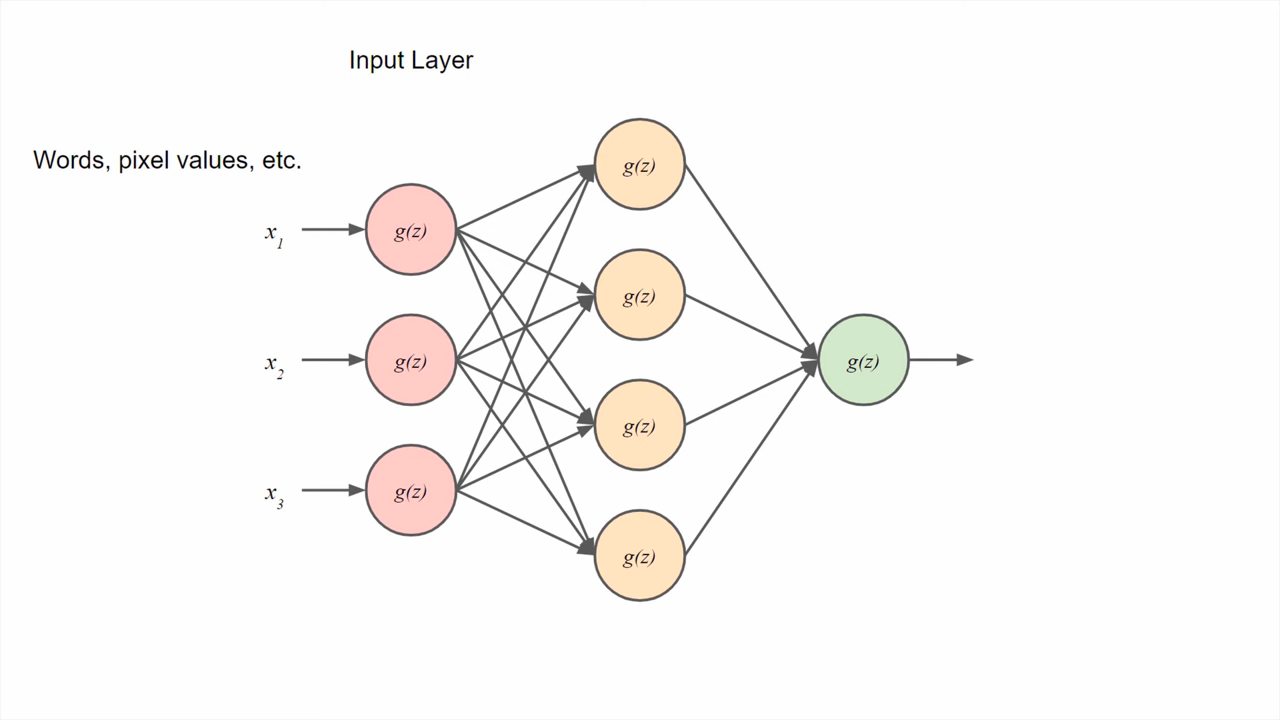 Input Layer
Words, pixel values, etc.
x1
x2
x3
g(z)
g(z)
g(z)
g(z)
g(z)
g(z)
g(z)
g(z)